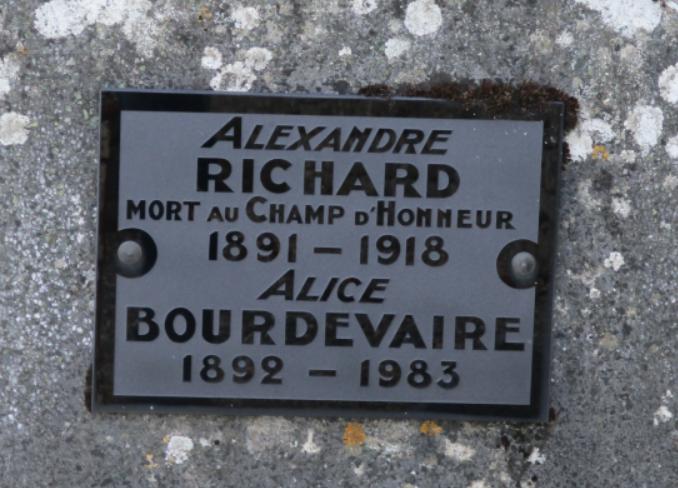 ALEXANDRE
RICHARD
MORT AU CHAMP D'HONNEUR
1891 – 1918
ALICE
BOURDEVAIRE
1892 – 1983